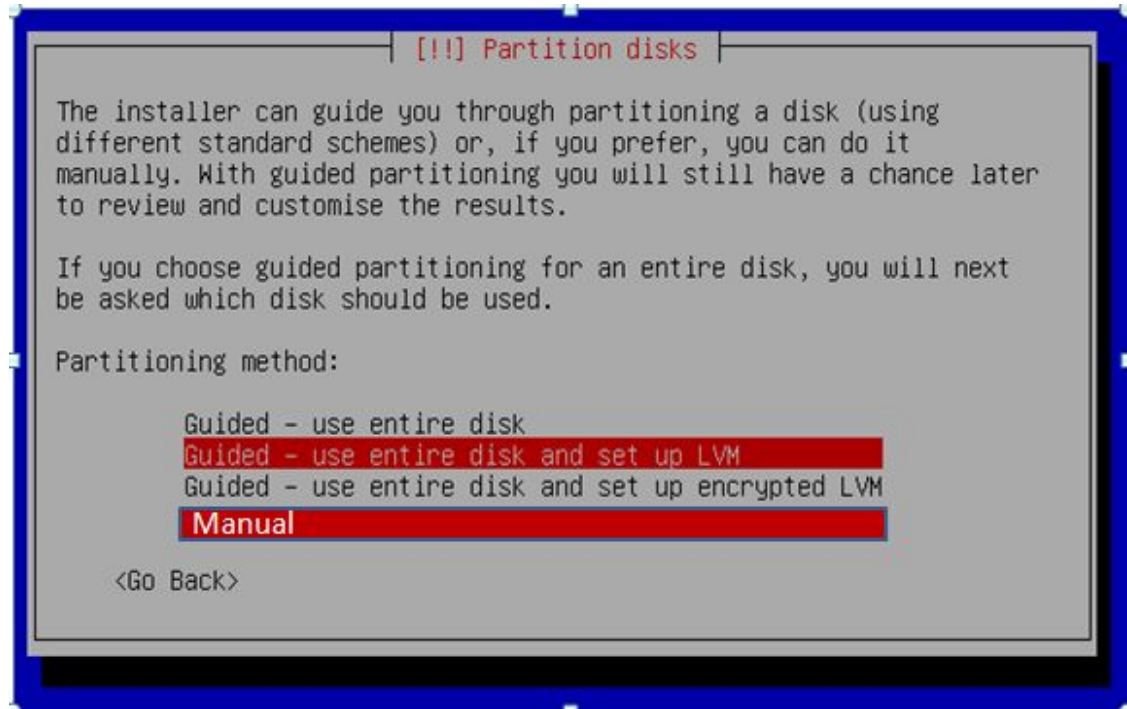 [!!] Partition disks
The installer can guide you through partitioning a disk (using
different standard schemes) or, if you prefer, you can do it
manually. With guided partitioning you will still have a chance later
to review and customise the results.
If you choose guided partitioning for an entire disk, you will next
be asked which disk should be used.
Partitioning method:
Guided - use entire disk
Guided - use entire disk and set up LVM
Guided - use entire disk and set up encrypted LVM
Manual
<Go Back>